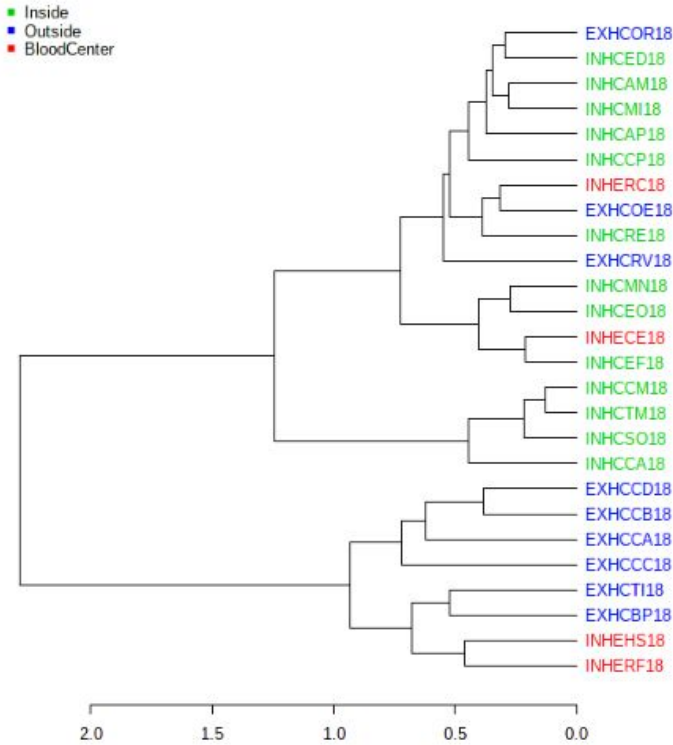 Inside
Outside
BloodCenter
EXHCOR18
INHCED18
INHCAM18
INHCMI18
INHCAP18
INHCCP18
INHERC18
EXHCOE18
INHCRE18
EXHCRV18
INHCMN18
INHCEO18
INHECE18
INHCEF18
INHCCM18
INHCTM18
INHCSO18
INHCCA18
EXHCCD18
EXHCCB18
EXHCCA18
EXHCCC18
EXHCTI18
EXHCBP18
INHEHS18
INHERF18
2.0 1.5 1.0 0.5 0.0